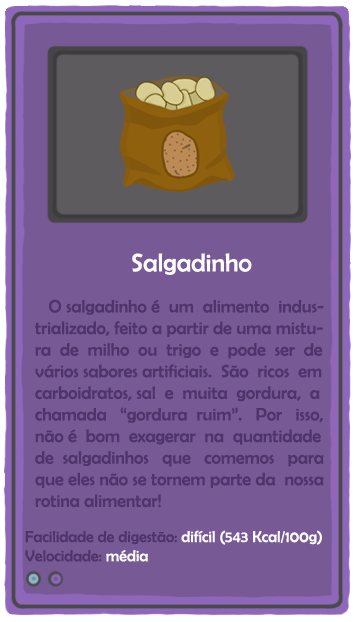 Salgadinho
O salgadinho é um alimento indus-
trializado, feito a partir de uma mistu-
ra de milho ou trigo e pode ser de
vários sabores artificiais. São ricos em
carboidratos, sal e muita gordura, a
chamada "gordura ruim". Por isso,
não é bom exagerar na quantidade
de salgadinhos que comemos para
que eles não se tornem parte da nossa
rotina alimentar!
Facilidade de digestão: difícil (543 Kcal/100g)
Velocidade: média